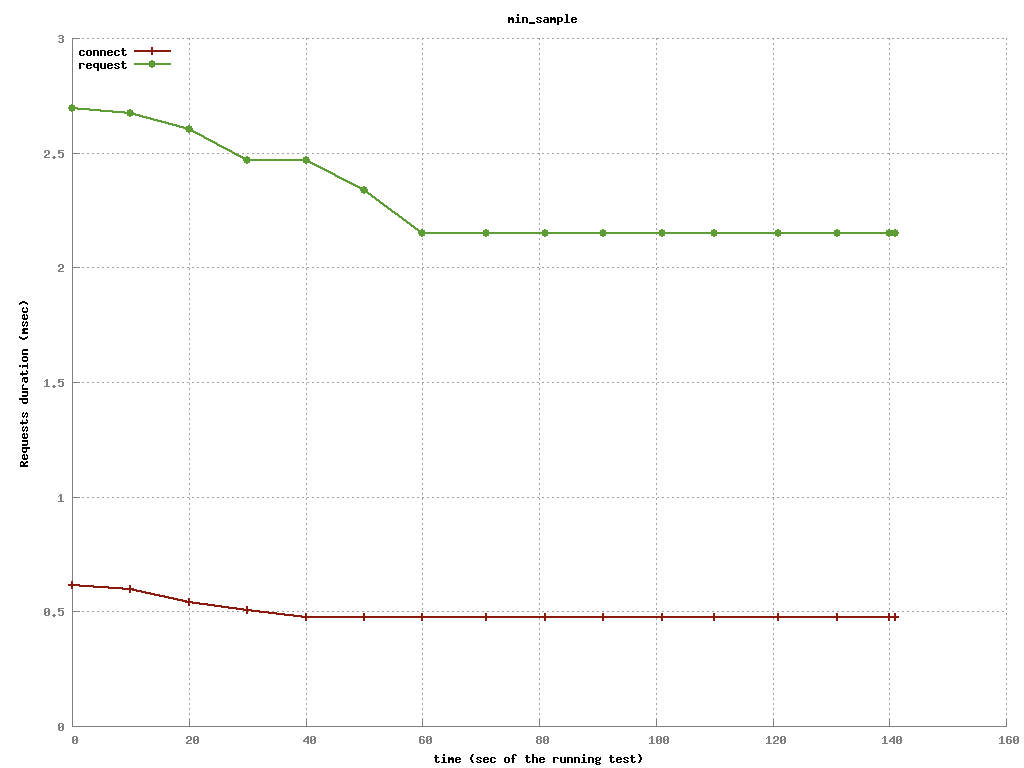 min_sample
3
connect
request
2.5
2
1.5
1
0.5
0
Requests duration (msec)
0 20 40 60 80 100 120 140 160
time (sec of the running test)